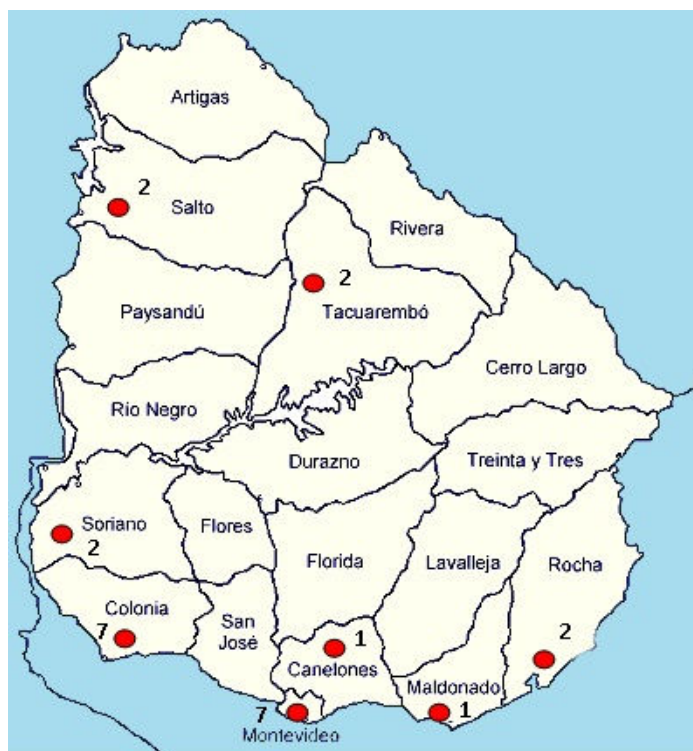 Artigas
2
Salto
Rivera
2
Paysandú
Tacuarembó
Cerro Largo
Río Negro
Durazno
Treinta y Tres
Soriano
Flores
2
Florida
Lavalleja
Rocha
Colonia
San
José
7
1
2
Canelones
Maldonado
7
1
Montevideo